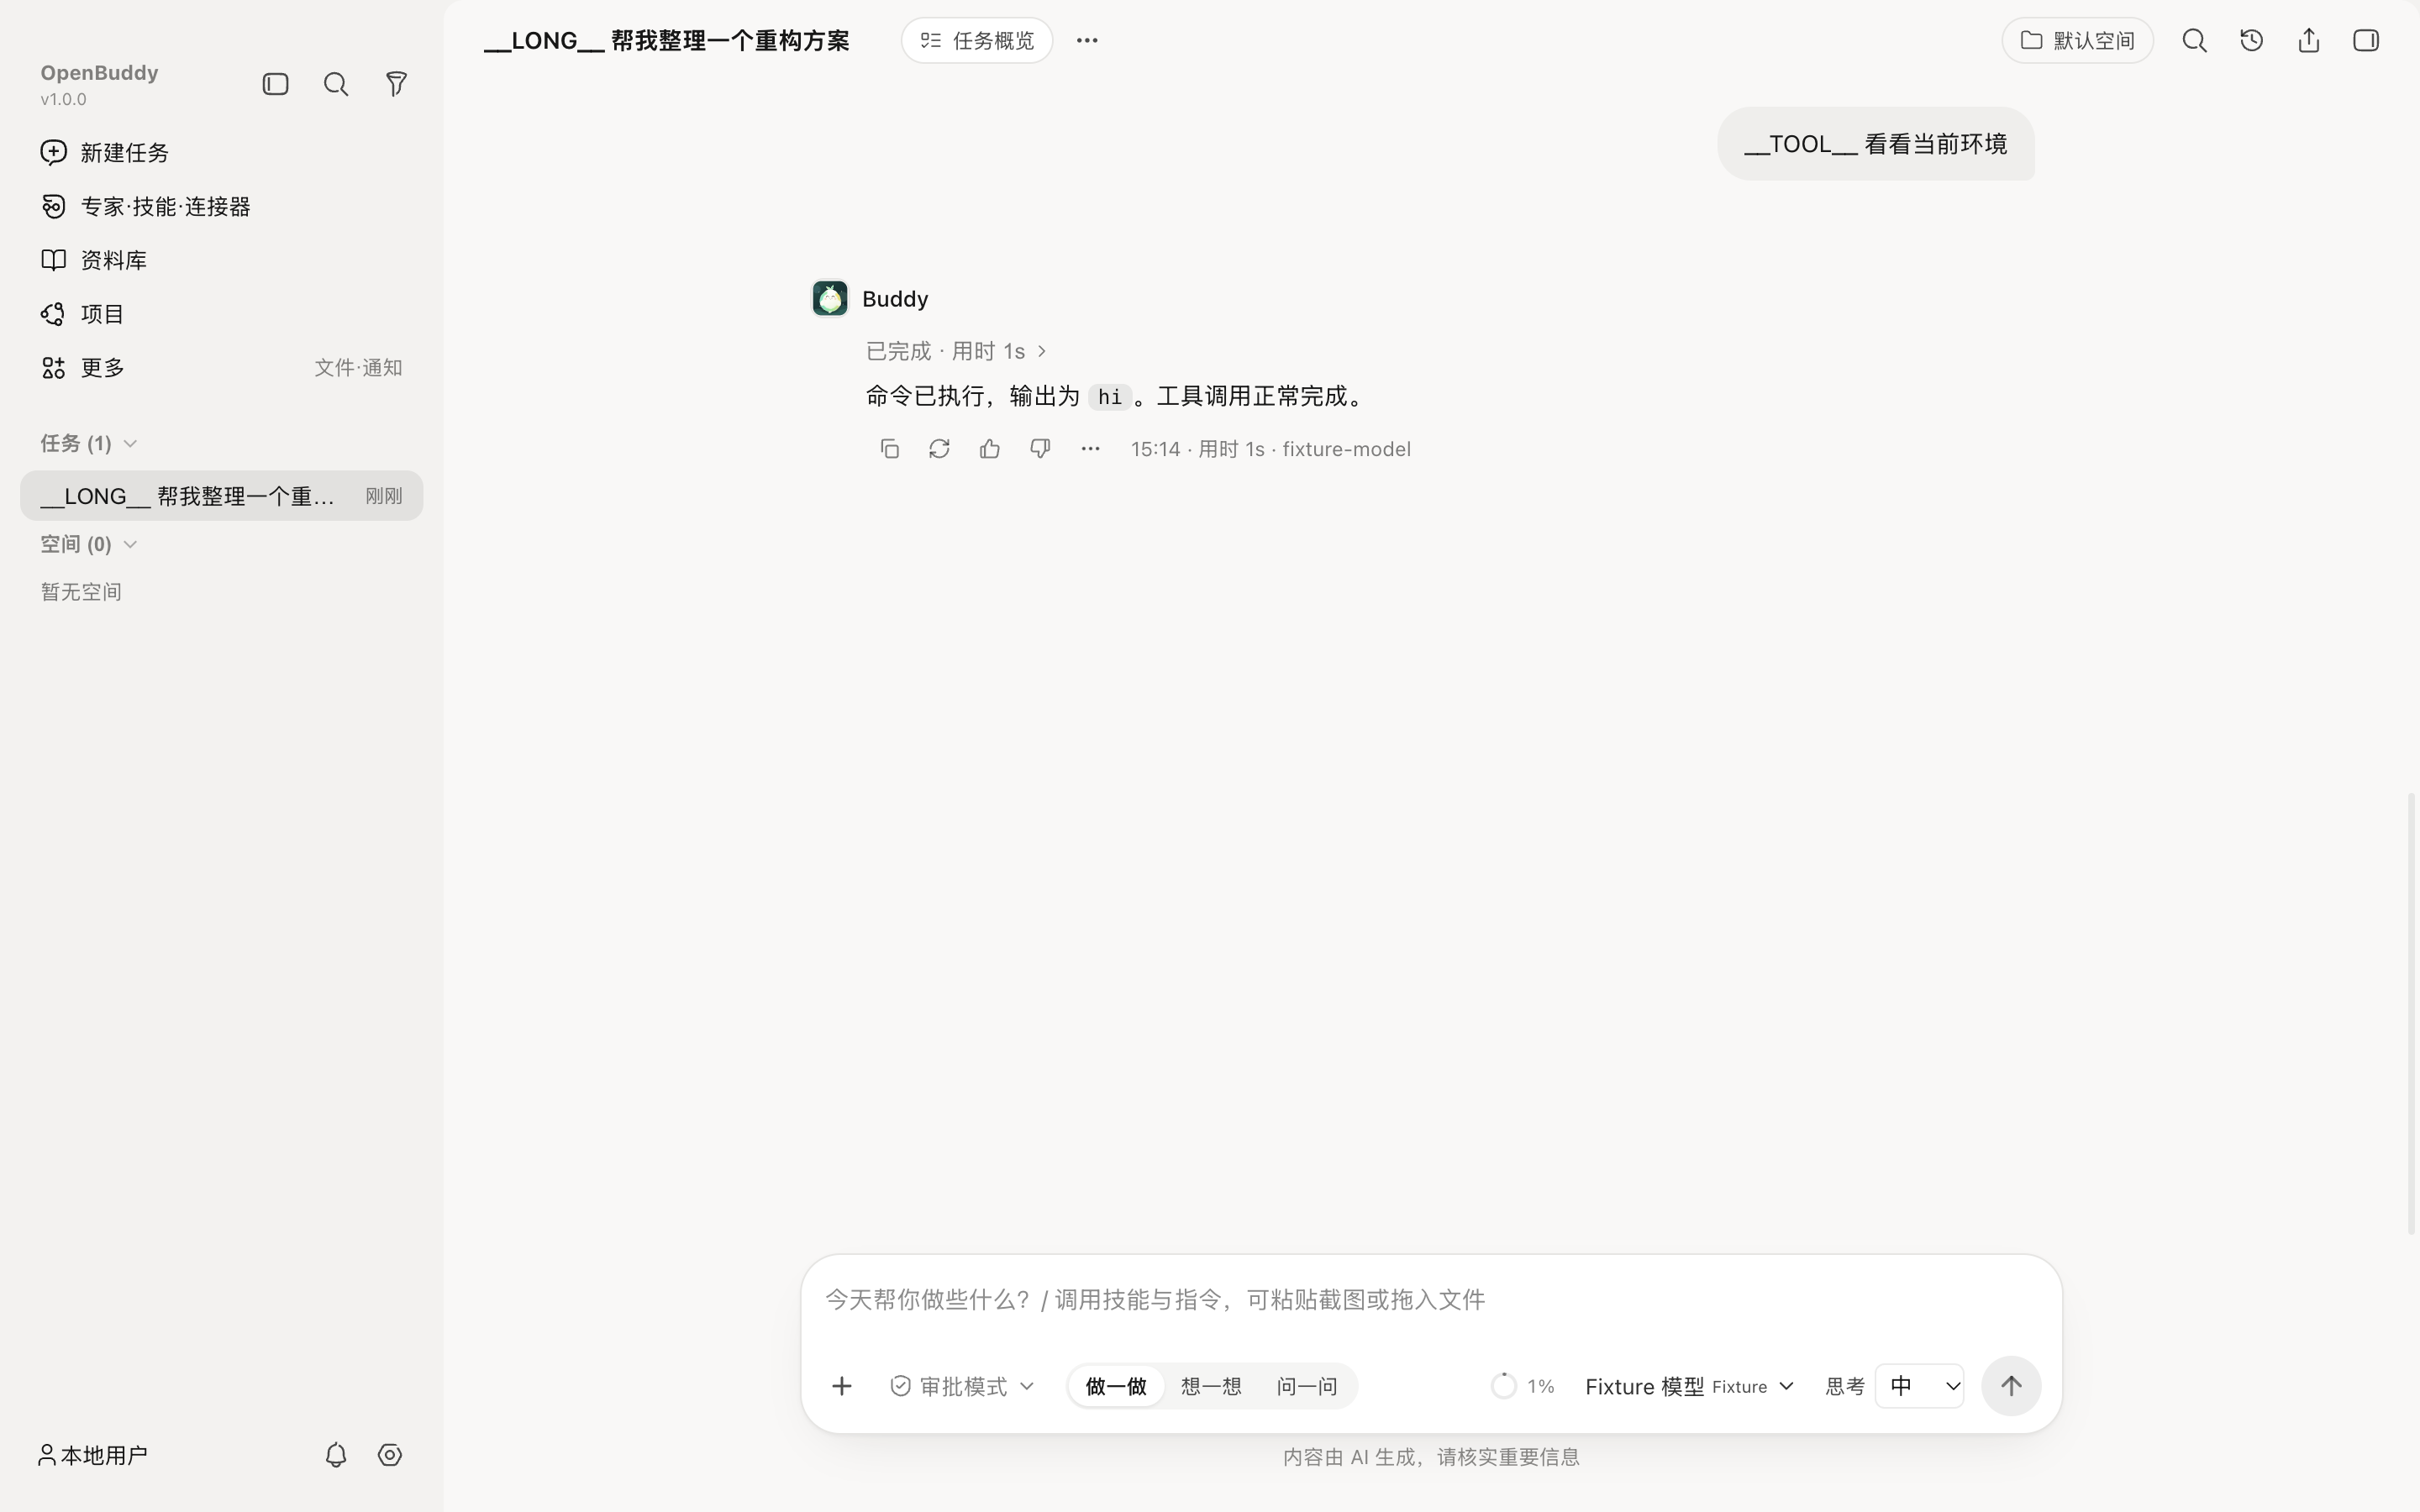 OpenBuddy
v1.0.0
新建任务
专家·技能·连接器
资料库
项目
更多 文件·通知
任务 (1)
__LONG__ 帮我整理一个重… 刚刚
空间 (0)
暂无空间
本地用户
__LONG__ 帮我整理一个重构方案 任务概览 默认空间
__TOOL__ 看看当前环境
Buddy
已完成 · 用时 1s
命令已执行，输出为 hi 。工具调用正常完成。
15:14 · 用时 1s · fixture-model
今天帮你做些什么？/ 调用技能与指令，可粘贴截图或拖入文件
审批模式 做一做 想一想 问一问 1% Fixture 模型 Fixture 思考 中
内容由 AI 生成，请核实重要信息